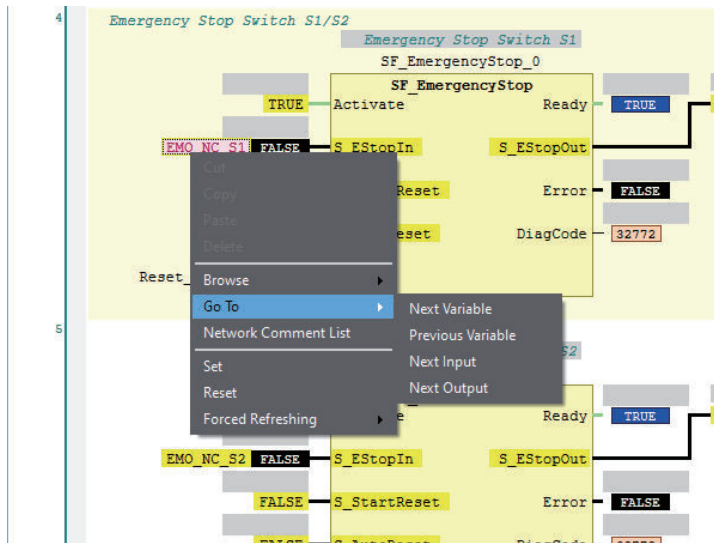 4
Emergency Stop Switch S1/S2
Emergency Stop Switch S1
SF_EmergencyStop_0
SF_EmergencyStop
TRUE Activate Ready TRUE
EMO_NC_S1 FALSE S_EStopIn S_EStopOut
Cut
Copy Reset Error FALSE
Paste
Delete eset DiagCode 32772
Reset_ Browse
Go To Next Variable
5
Network Comment List Previous Variable
S2
Set Next Input
Reset Next Output
Forced Refreshing e Ready TRUE
EMO_NC_S2 FALSE S_EStopIn S_EStopOut
FALSE S_StartReset Error FALSE
FALSE S_AutoReset DiagCode